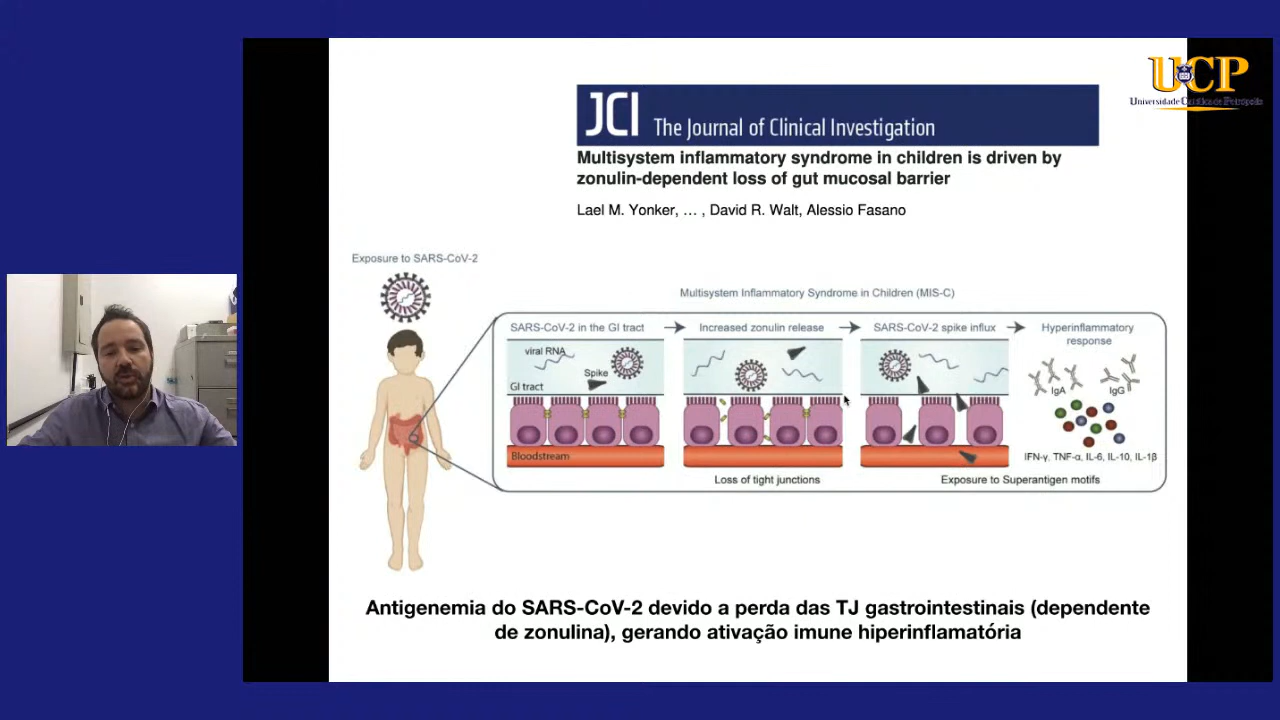 UCP
Universidade Católica de Petrópolis
JCI The Journal of Clinical Investigation
Multisystem inflammatory syndrome in children is driven by
zonulin-dependent loss of gut mucosal barrier
Lael M. Yonker, … , David R. Walt, Alessio Fasano
Exposure to SARS-CoV-2
Multisystem Inflammatory Syndrome in Children (MIS-C)
SARS-CoV-2 in the GI tract
viral RNA
Spike
GI tract
Bloodstream
Increased zonulin release
Loss of tight junctions
SARS-CoV-2 spike influx
Hyperinflammatory
response
IgA
IgG
IFN-γ, TNF-α, IL-6, IL-10, IL-1β
Exposure to Superantigen motifs
Antigenemia do SARS-CoV-2 devido a perda das TJ gastrointestinais (dependente
de zonulina), gerando ativação imune hiperinflamatória